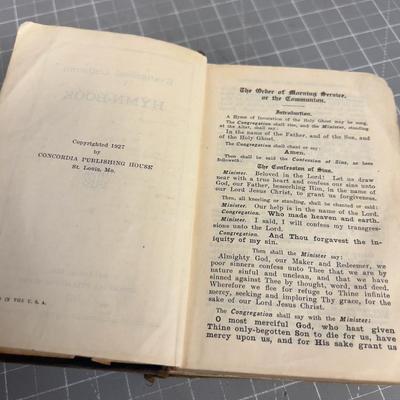 Copyrighted 1927
by
CONCORDIA PUBLISHING HOUSE
St. Louis, Mo.
IN THE U. S. A.
HYMN-BOOK
The Order of Morning Service,
or the Communion.
Introduction.
A Hymn of Invocation of the Holy Ghost may be sung.
The Congregation shall rise, and the Minister, standing
at the Altar, shall say:
In the name of the Father, and of the Son, and
of the Holy Ghost.
The Congregation shall chant or say:
Amen.
Then shall be said the Confession of Sins, as here
followeth:
The Confession of Sins.
Minister. Beloved in the Lord! Let us draw
near with a true heart and confess our sins unto
God, our Father, beseeching Him, in the name of
our Lord Jesus Christ, to grant us forgiveness.
Then, all kneeling or standing, shall be chanted or said:
Minister. Our help is in the name of the Lord.
Congregation. Who made heaven and earth.
Minister. I said, I will confess my transgres-
sions unto the Lord.
Congregation. And Thou forgavest the in-
iquity of my sin.
Then shall the Minister say:
Almighty God, our Maker and Redeemer, we
poor sinners confess unto Thee that we are by
nature sinful and unclean, and that we have
sinned against Thee by thought, word, and deed.
Wherefore we flee for refuge to Thine infinite
mercy, seeking and imploring Thy grace, for the
sake of our Lord Jesus Christ.
The Congregation shall say with the Minister:
O most merciful God, who hast given
Thine only-begotten Son to die for us, have
mercy upon us, and for His sake grant us